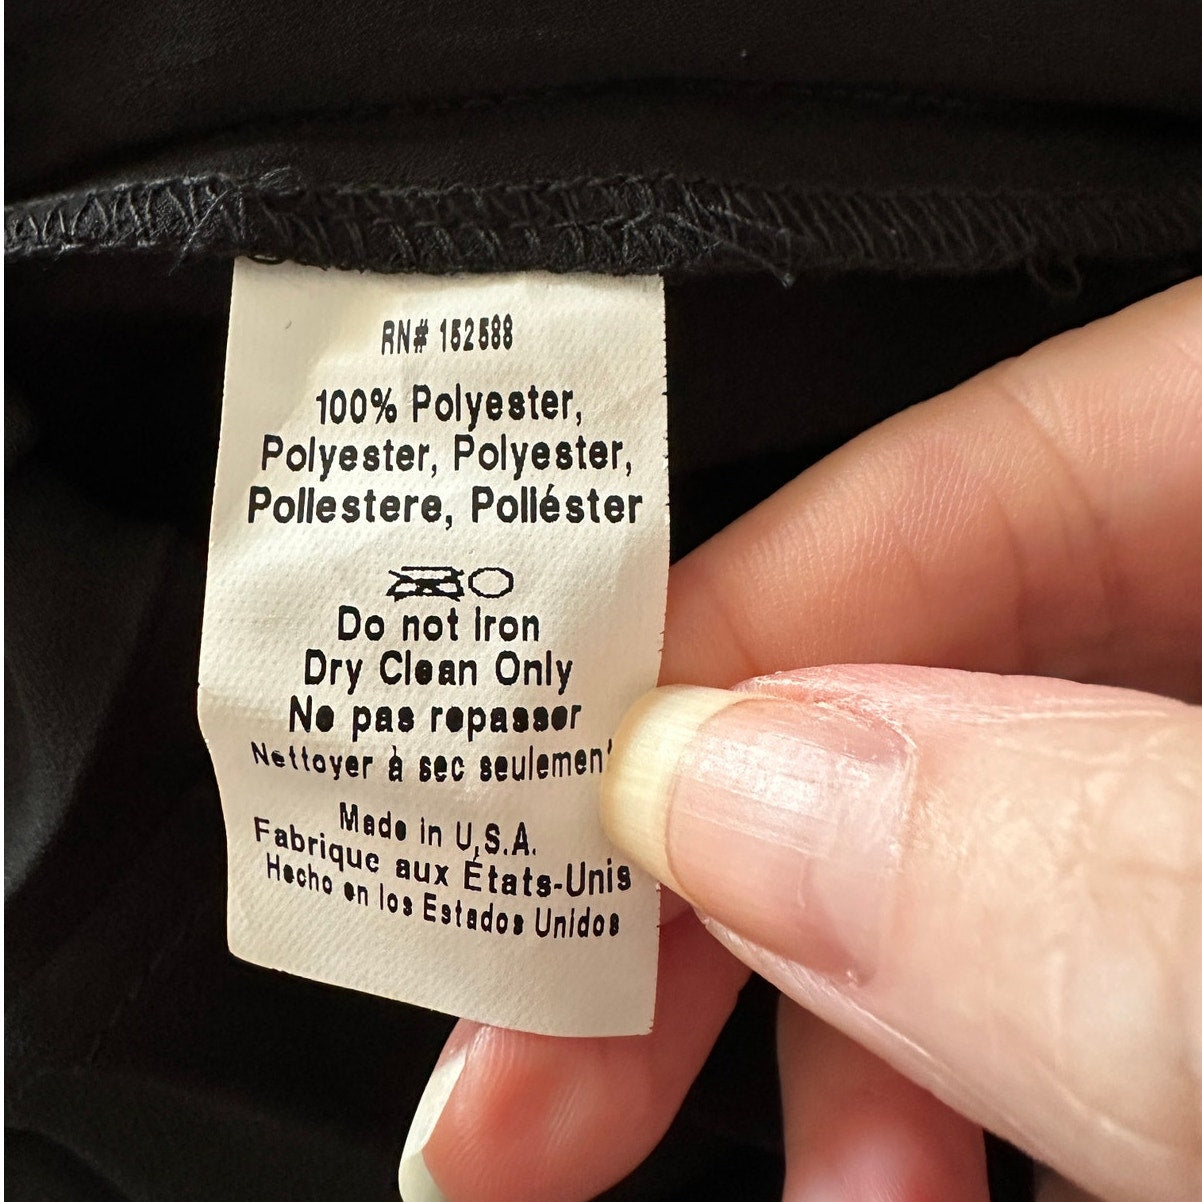 RN# 152588
100% Polyester,
Polyester, Polyester,
Pollestere, Polléster
Do not iron
Dry Clean Only
Ne pas repasser
Nettoyer à sec seulement
Made in U.S.A.
Fabrique aux États-Unis
Hecho en los Estados Unidos